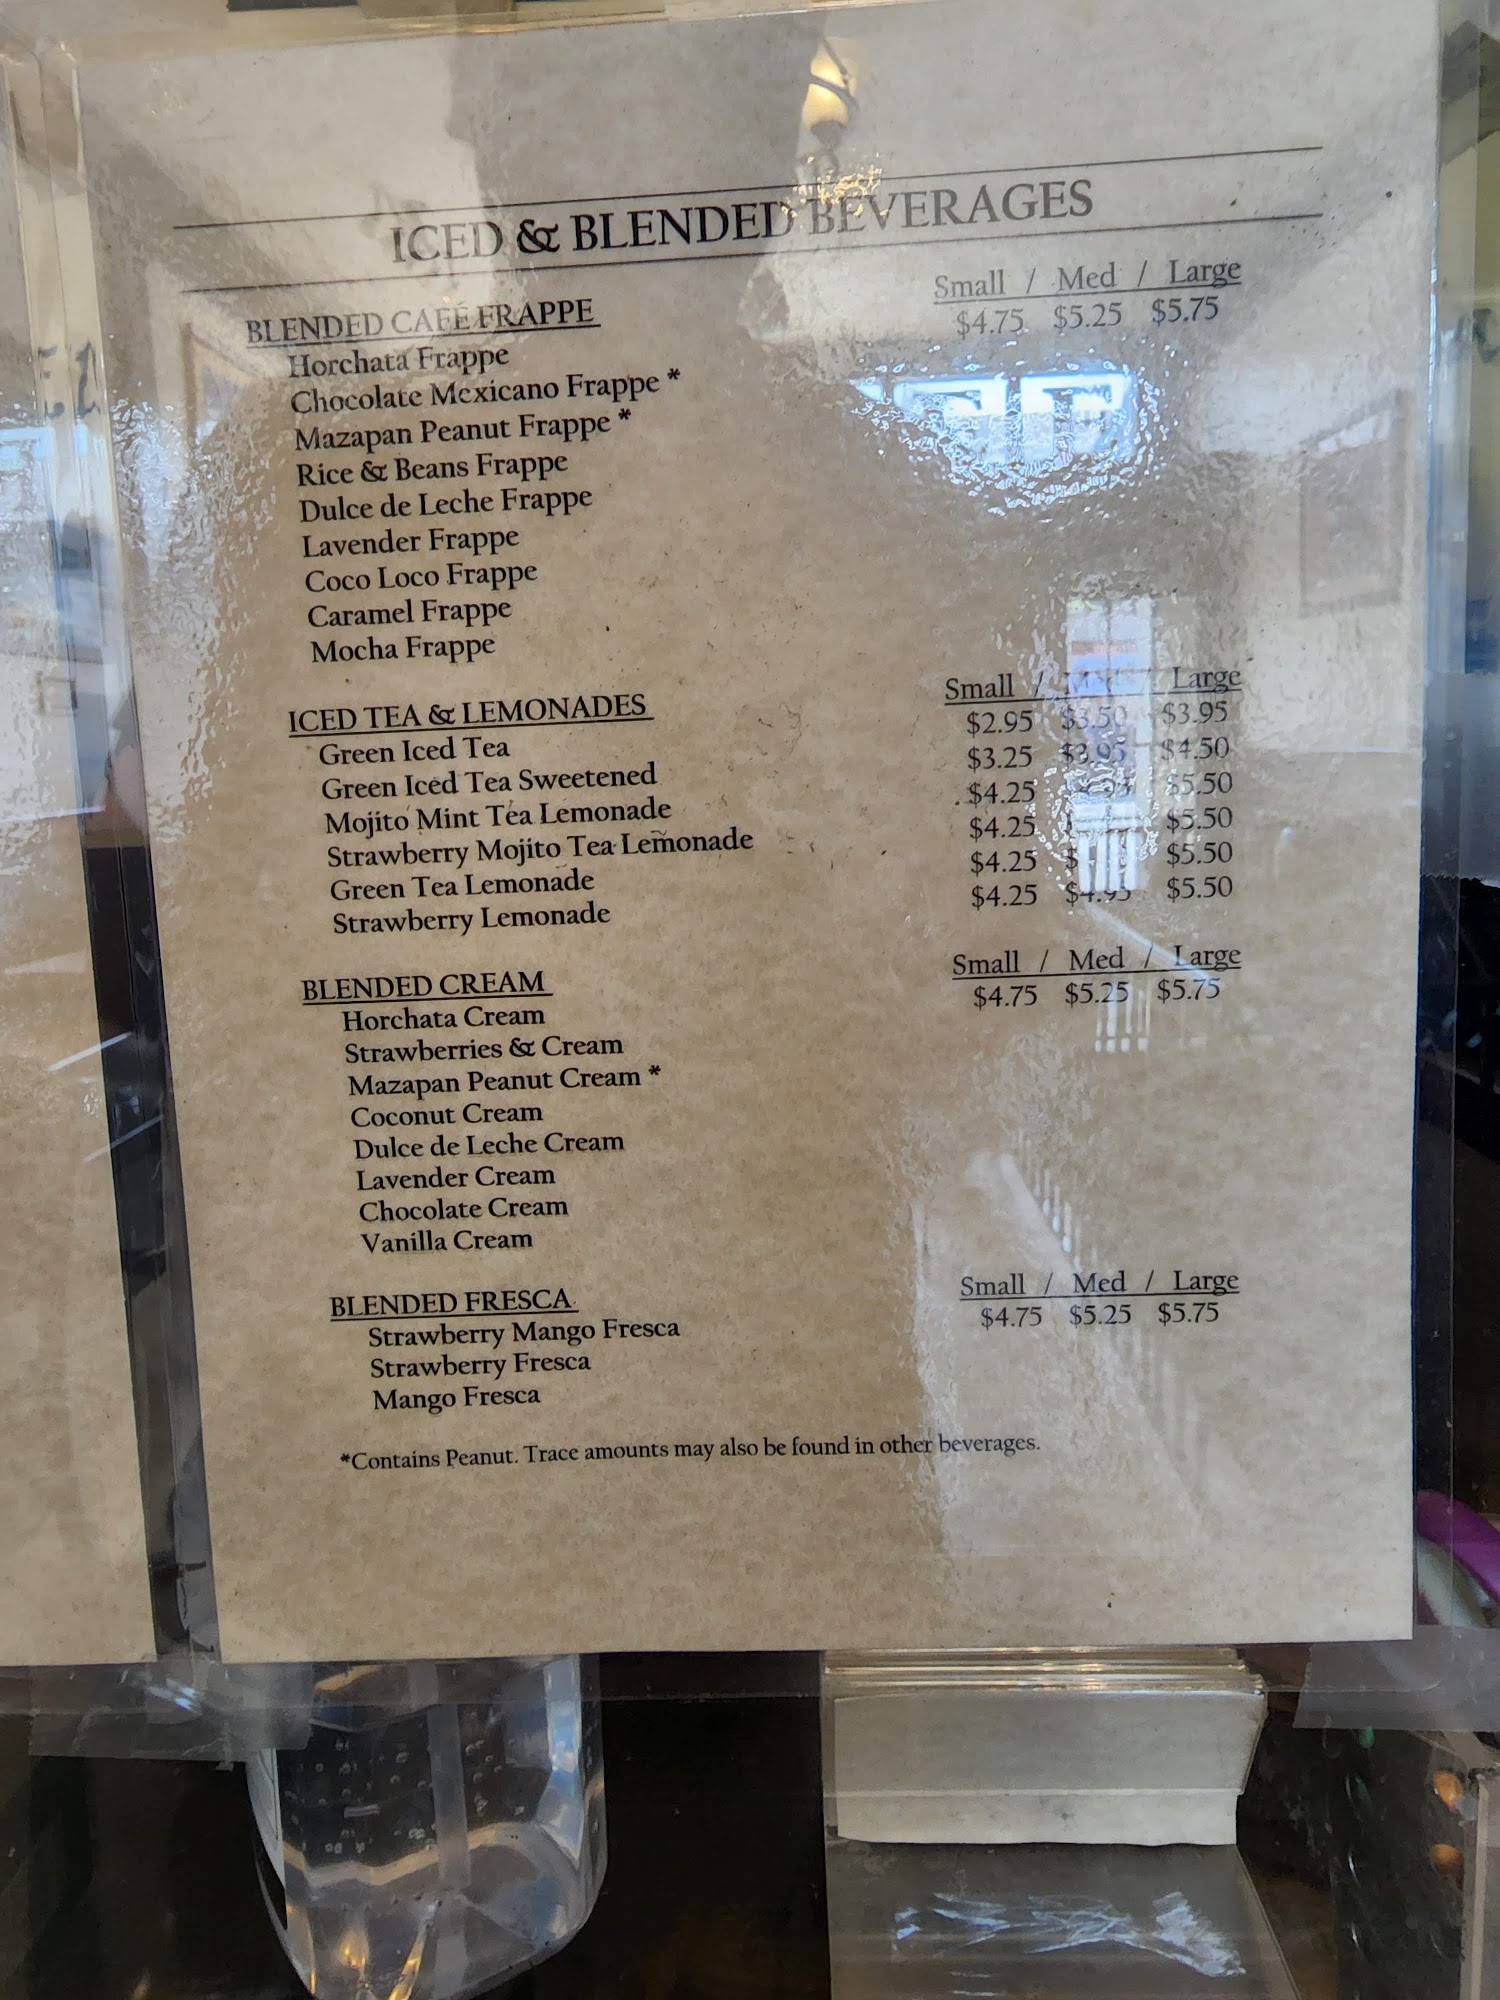 ICED & BLENDED BEVERAGES
Small / Med / Large
BLENDED CAFÉ FRAPPE $4.75 $5.25 $5.75
Horchata Frappe
Chocolate Mexicano Frappe *
Mazapan Peanut Frappe *
Rice & Beans Frappe
Dulce de Leche Frappe
Lavender Frappe
Coco Loco Frappe
Caramel Frappe
Mocha Frappe
ICED TEA & LEMONADES Small / Large
Green Iced Tea $2.95 $3.50 $3.95
Green Iced Tea Sweetened $3.25 $3.95 $4.50
Mojito Mint Tea Lemonade $4.25 $5.50
Strawberry Mojito Tea Lemonade $4.25 $5.50
Green Tea Lemonade $4.25 $5.50
Strawberry Lemonade $4.25 $4.95 $5.50
Small / Med / Large
BLENDED CREAM $4.75 $5.25 $5.75
Horchata Cream
Strawberries & Cream
Mazapan Peanut Cream *
Coconut Cream
Dulce de Leche Cream
Lavender Cream
Chocolate Cream
Vanilla Cream
Small / Med / Large
BLENDED FRESCA $4.75 $5.25 $5.75
Strawberry Mango Fresca
Strawberry Fresca
Mango Fresca
*Contains Peanut. Trace amounts may also be found in other beverages.